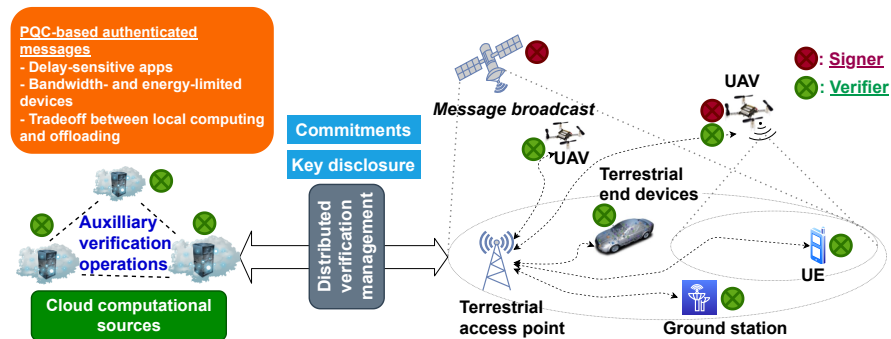 PQC-based authenticated
messages
- Delay-sensitive apps
- Bandwidth- and energy-limited
devices
- Tradeoff between local computing
and offloading
Auxilliary
verification
operations
Cloud computational
sources
Commitments
Key disclosure
Distributed
verification
management
Message broadcast
UAV
UAV
: Signer
: Verifier
Terrestrial
end devices
Terrestrial
access point
UE
Ground station